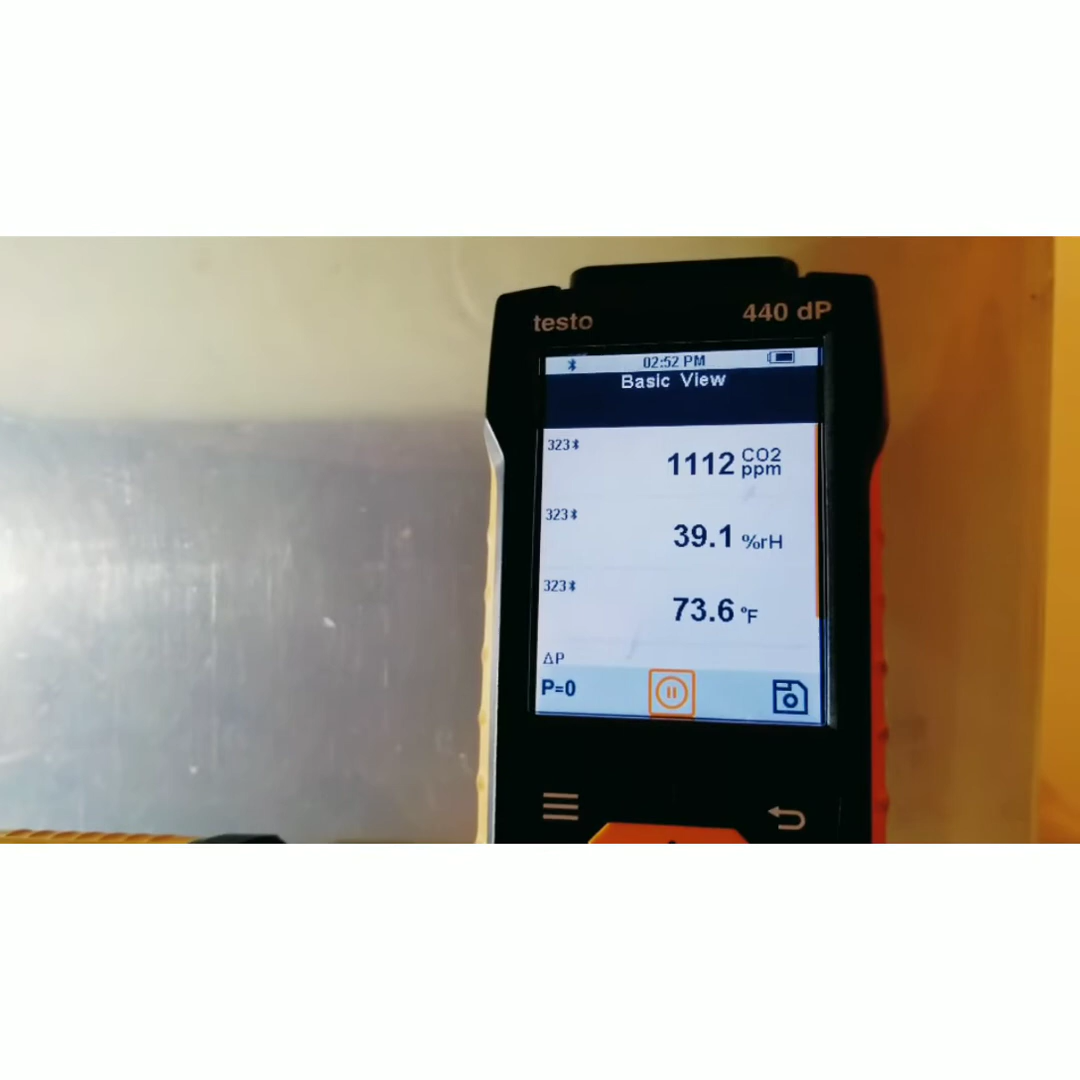 testo 440 dP
02:52 PM
Basic View
323
1112 CO2 ppm
323
39.1 %rH
323
73.6 °F
ΔP
P=0